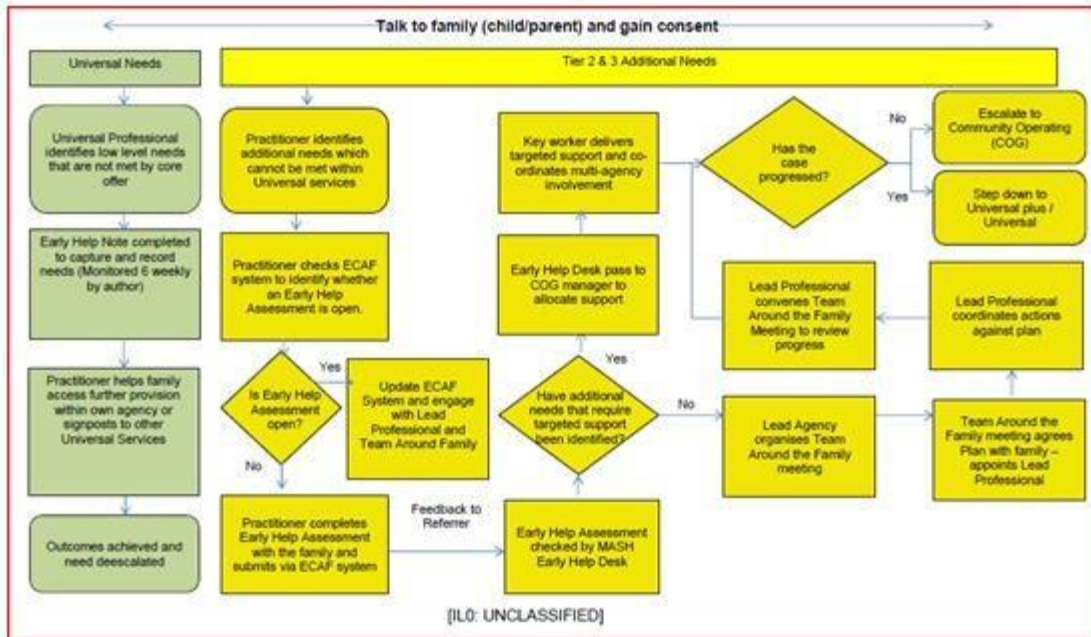 Talk to family (child/parent) and gain consent
Universal Needs
Tier 2 & 3 Additional Needs
Universal Professional
identifies low level needs
that are not met by core
offer
Early Help Note completed
to capture and record
needs (Monitored 6 weekly
by author)
Practitioner helps family
access further provision
within own agency or
signposts to other
Universal Services
Outcomes achieved and
need deescalated
Practitioner identifies
additional needs which
cannot be met within
Universal services
Practitioner checks ECAF
system to identify whether
an Early Help
Assessment is open.
Is Early Help
Assessment
open?
Yes
Update ECAF
System and engage
with Lead
Professional and
Team Around Family
No
Practitioner completes
Early Help Assessment
with the family and
submits via ECAF system
Feedback to
Referrer
Early Help Assessment
checked by MASH
Early Help Desk
Have additional
needs that require
targeted support
been identified?
Yes
Early Help Desk pass to
COG manager to
allocate support
Key worker delivers
targeted support and co-
ordinates multi-agency
involvement
No
Lead Agency
organises Team
Around the Family
meeting
Team Around the
Family meeting agrees
Plan with family –
appoints Lead
Professional
Lead Professional
coordinates actions
against plan
Lead Professional
convenes Team
Around the Family
Meeting to review
progress
Has the
case
progressed?
No
Escalate to
Community Operating
(COG)
Yes
Step down to
Universal plus /
Universal
[IL0: UNCLASSIFIED]